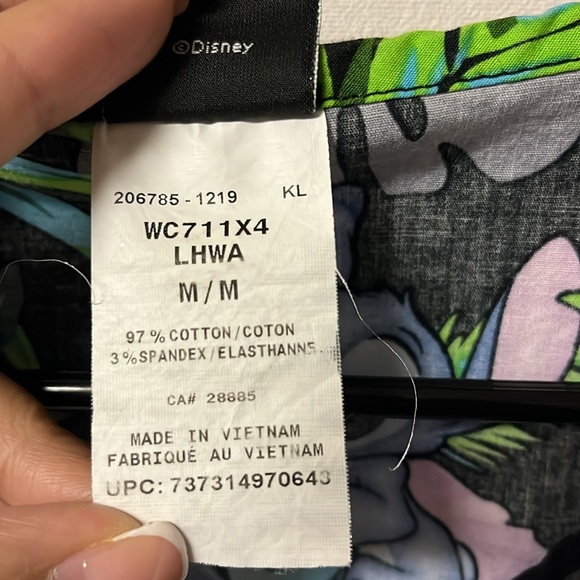 ©Disney
206785-1219 KL
WC711X4
LHWA
M/M
97% COTTON/COTON
3%SPANDEX/ELASTHANNE
CA# 28885
MADE IN VIETNAM
FABRIQUÉ AU VIETNAM
UPC: 737314970643